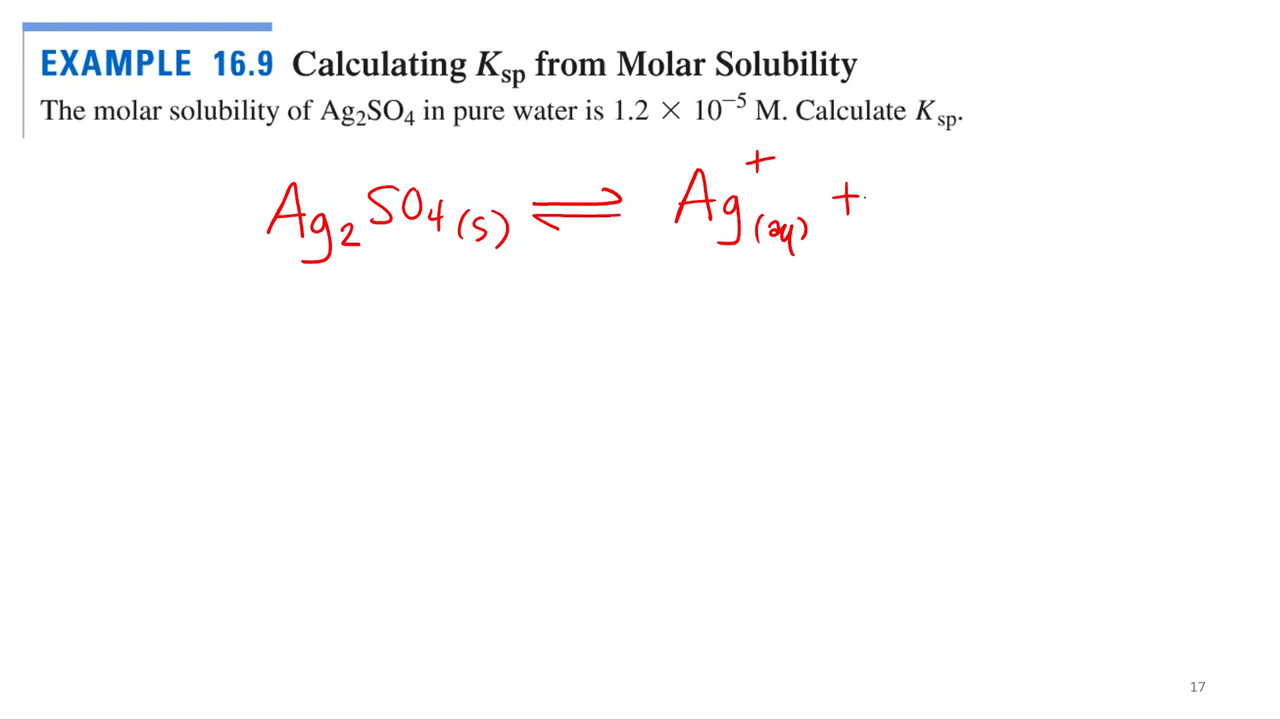 EXAMPLE 16.9 Calculating Ksp from Molar Solubility
The molar solubility of Ag₂SO₄ in pure water is 1.2 × 10⁻⁵ M. Calculate Ksp.
Ag₂SO₄(s) ⇌ Ag⁺(aq) +
17